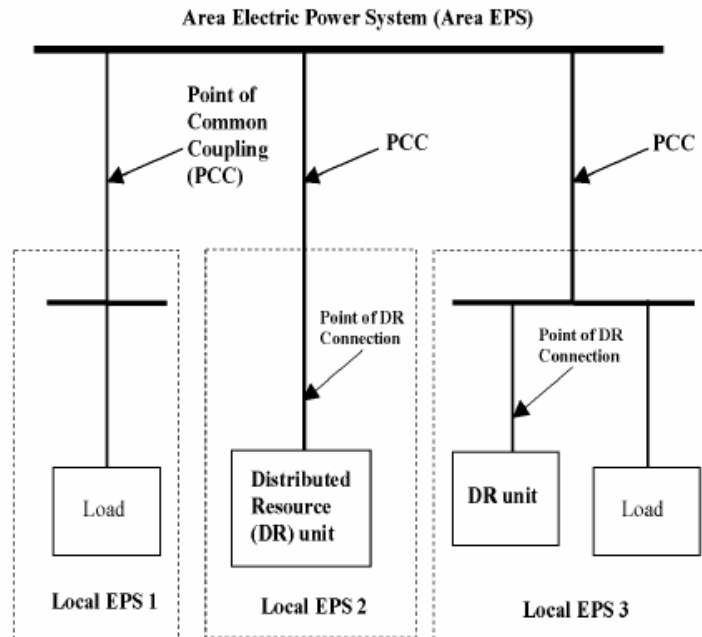 Area Electric Power System (Area EPS)
Point of
Common
Coupling
(PCC)
PCC
PCC
Point of DR
Connection
Point of DR
Connection
Load
Distributed
Resource
(DR) unit
DR unit
Load
Local EPS 1
Local EPS 2
Local EPS 3